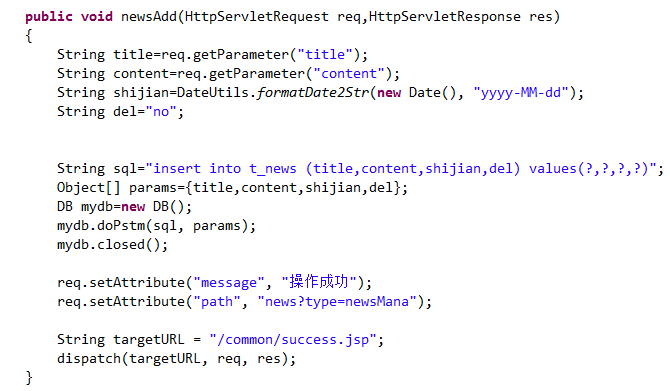 public void newsAdd(HttpServletRequest req,HttpServletResponse res)
{
String title=req.getParameter("title");
String content=req.getParameter("content");
String shijian=DateUtils.formatDate2Str(new Date(), "yyyy-MM-dd");
String del="no";
String sql="insert into t_news (title,content,shijian,del) values(?,?,?,?)";
Object[] params={title,content,shijian,del};
DB mydb=new DB();
mydb.doPstm(sql, params);
mydb.closed();
req.setAttribute("message", "操作成功");
req.setAttribute("path", "news?type=newsMana");
String targetURL = "/common/success.jsp";
dispatch(targetURL, req, res);
}